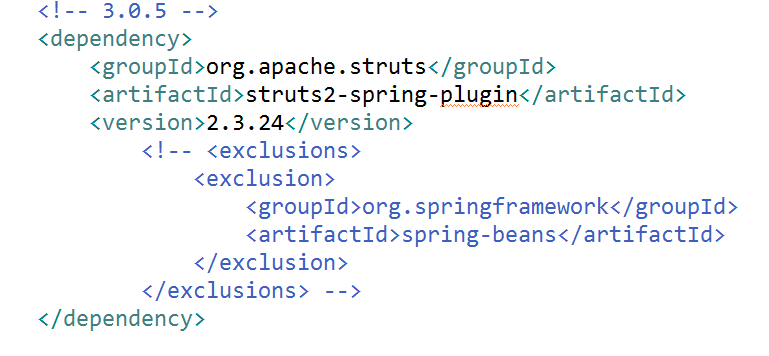 <!-- 3.0.5 -->
<dependency>
<groupId>org.apache.struts</groupId>
<artifactId>struts2-spring-plugin</artifactId>
<version>2.3.24</version>
<!-- <exclusions>
<exclusion>
<groupId>org.springframework</groupId>
<artifactId>spring-beans</artifactId>
</exclusion>
</exclusions> -->
</dependency>